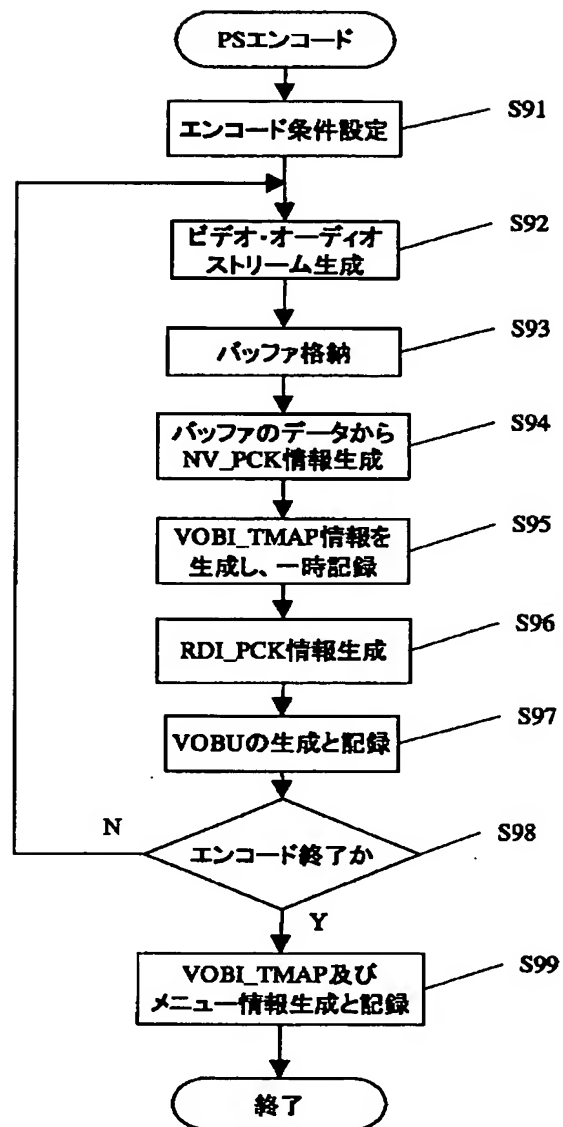 PSエンコード
エンコード条件設定
S91
ビデオ・オーディオ
ストリーム生成
S92
バッファ格納
S93
バッファのデータから
NV_PCK情報生成
S94
VOBI_TMAP情報を
生成し、一時記録
S95
RDI_PCK情報生成
S96
VOBUの生成と記録
S97
エンコード終了か
S98
N
Y
VOBI_TMAP及び
メニュー情報生成と記録
S99
終了